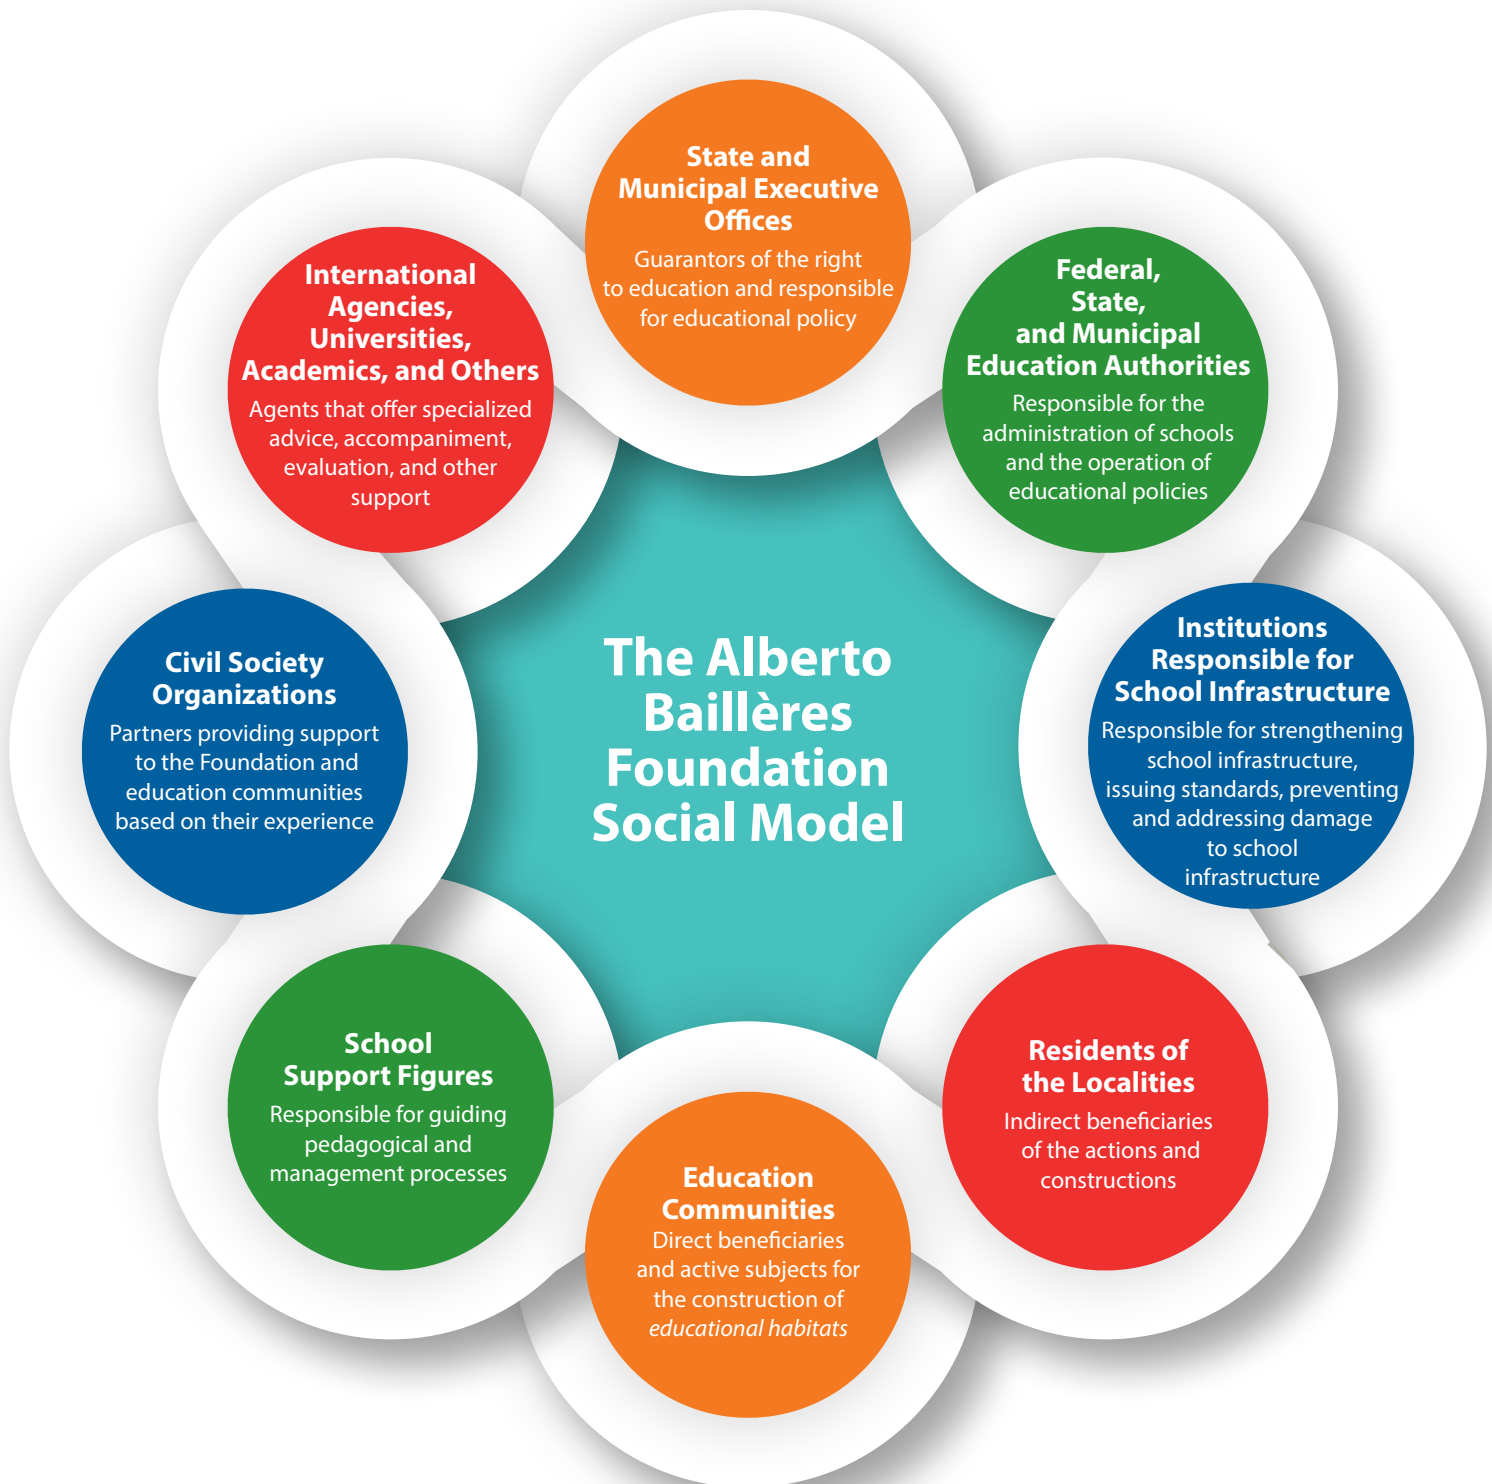 State and
Municipal Executive
Offices
Guarantors of the right
to education and responsible
for educational policy
Federal,
State,
and Municipal
Education Authorities
Responsible for the
administration of schools
and the operation of
educational policies
Institutions
Responsible for
School Infrastructure
Responsible for strengthening
school infrastructure,
issuing standards, preventing
and addressing damage
to school
infrastructure
Residents of
the Localities
Indirect beneficiaries
of the actions and
constructions
Education
Communities
Direct beneficiaries
and active subjects for
the construction of
educational habitats
School
Support Figures
Responsible for guiding
pedagogical and
management processes
Civil Society
Organizations
Partners providing support
to the Foundation and
education communities
based on their experience
International
Agencies,
Universities,
Academics, and Others
Agents that offer specialized
advice, accompaniment,
evaluation, and other
support
The Alberto
Baillères
Foundation
Social Model